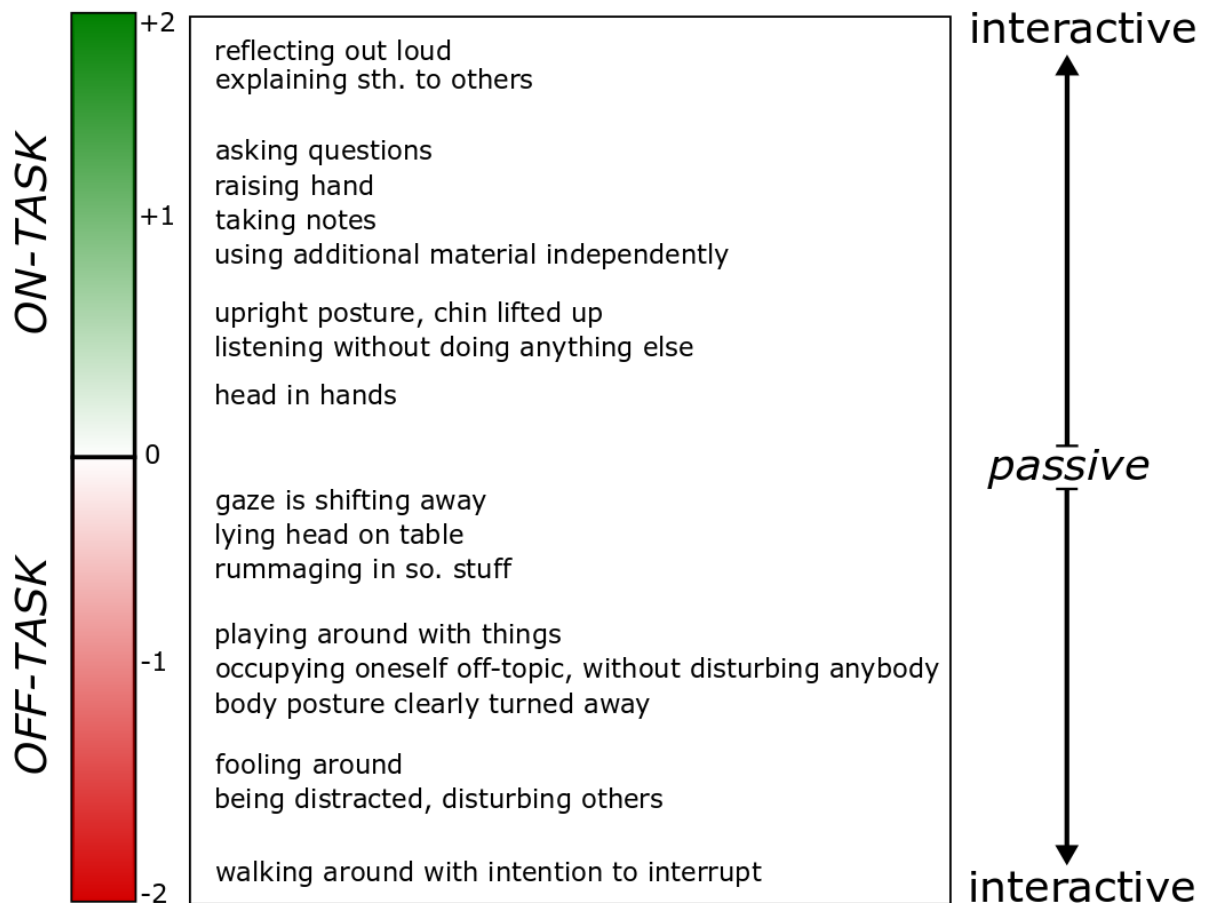 ON-TASK
OFF-TASK
+2
+1
0
-1
-2
reflecting out loud
explaining sth. to others
asking questions
raising hand
taking notes
using additional material independently
upright posture, chin lifted up
listening without doing anything else
head in hands
gaze is shifting away
lying head on table
rummaging in so. stuff
playing around with things
occupying oneself off-topic, without disturbing anybody
body posture clearly turned away
fooling around
being distracted, disturbing others
walking around with intention to interrupt
interactive
passive
interactive